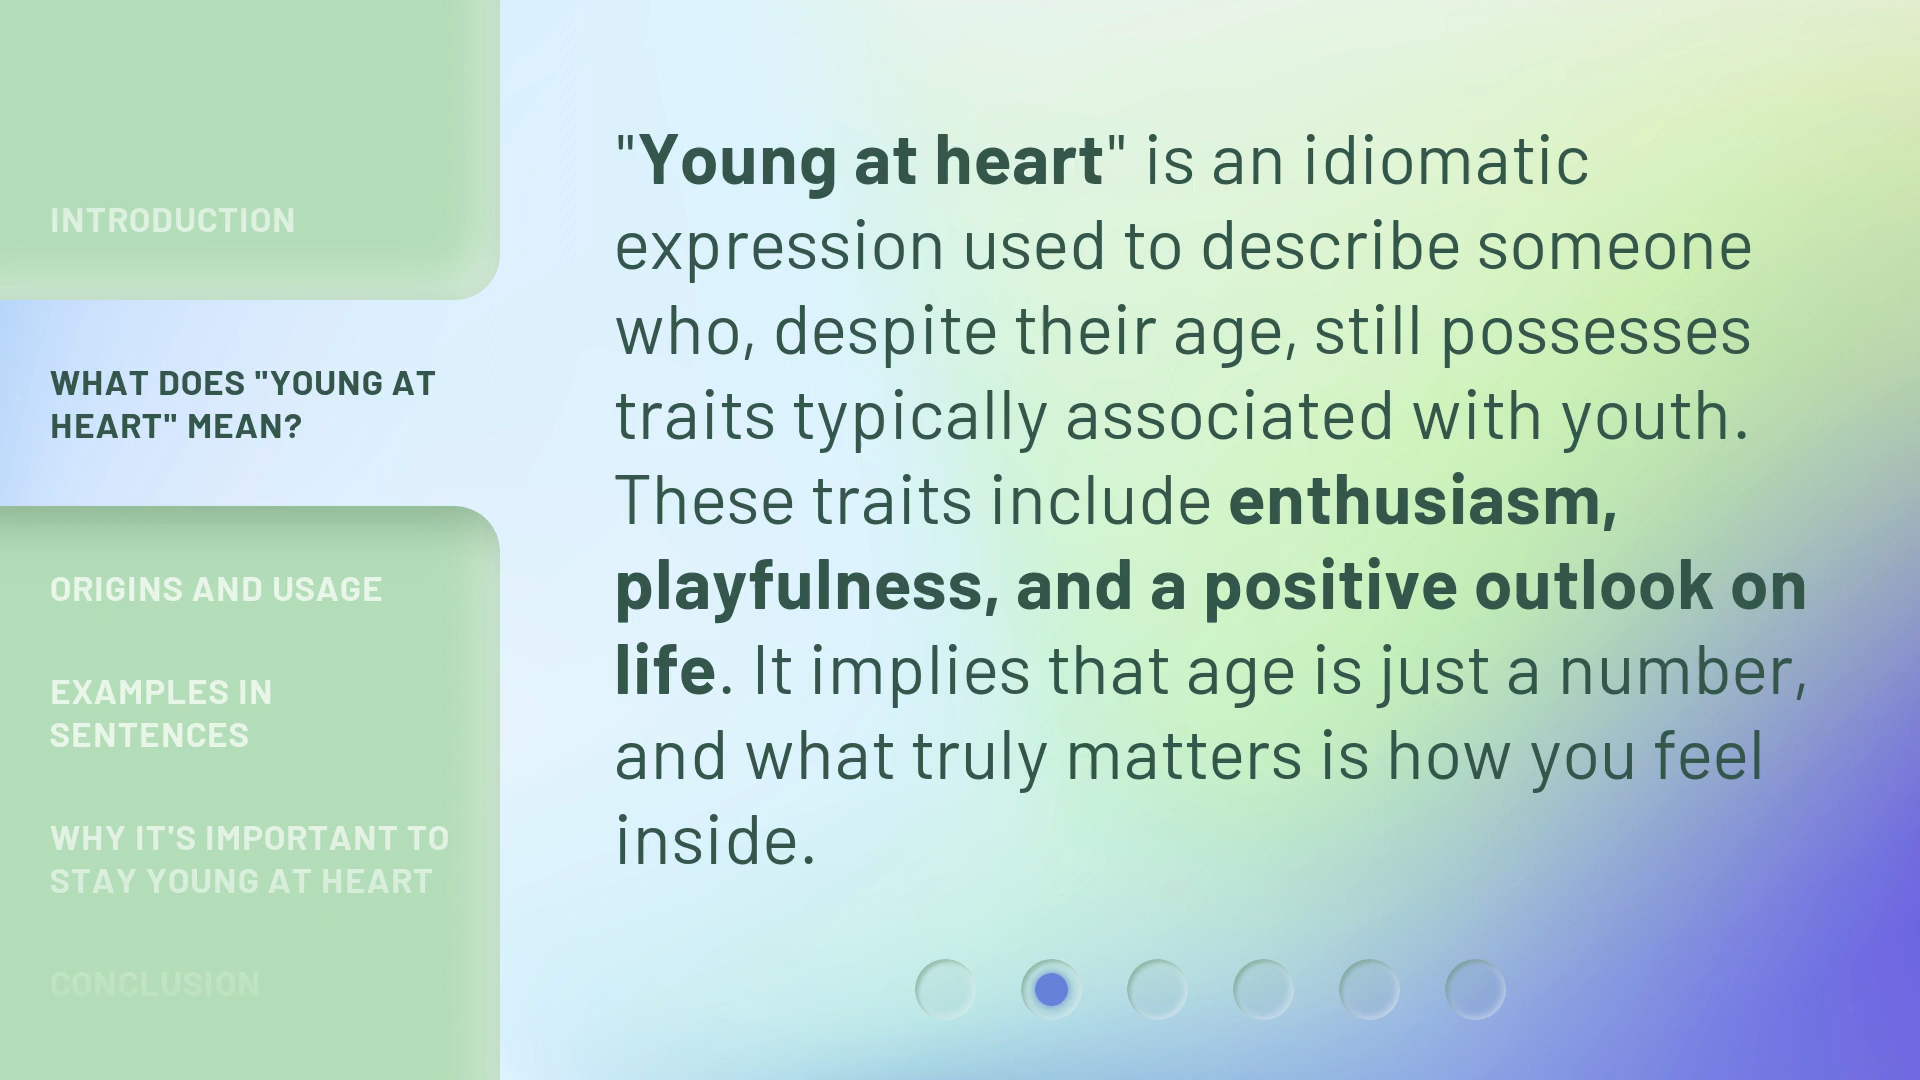 INTRODUCTION
WHAT DOES "YOUNG AT
HEART" MEAN?
ORIGINS AND USAGE
EXAMPLES IN
SENTENCES
WHY IT'S IMPORTANT TO
STAY YOUNG AT HEART
CONCLUSION
"Young at heart" is an idiomatic
expression used to describe someone
who, despite their age, still possesses
traits typically associated with youth.
These traits include enthusiasm,
playfulness, and a positive outlook on
life. It implies that age is just a number,
and what truly matters is how you feel
inside.